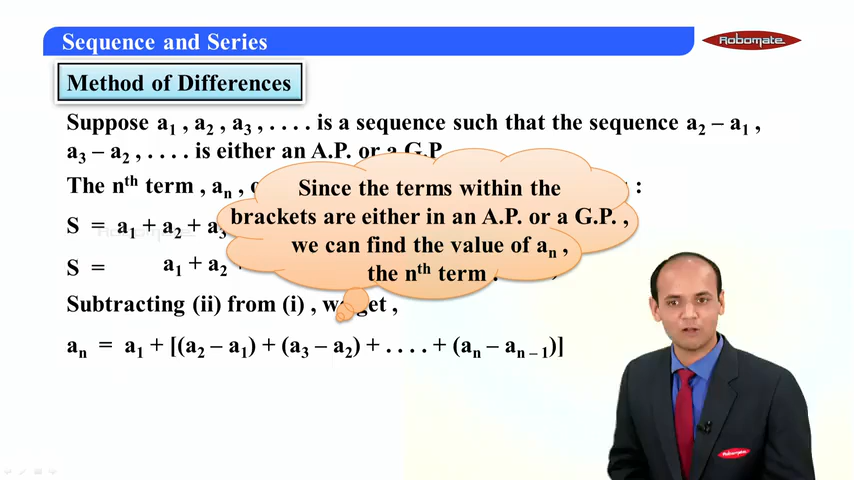 Sequence and Series
Robomate
Method of Differences
Suppose a₁ , a₂ , a₃ , . . . . is a sequence such that the sequence a₂ – a₁ ,
a₃ – a₂ , . . . . is either an A.P. or a G.P
The nᵗʰ term , aₙ , :
S = a₁ + a₂ + a₃
S = a₁ + a₂
Since the terms within the
brackets are either in an A.P. or a G.P. ,
we can find the value of aₙ ,
the nᵗʰ term .
Subtracting (ii) from (i) , we get ,
aₙ = a₁ + [(a₂ – a₁) + (a₃ – a₂) + . . . . + (aₙ – aₙ₋₁)]
Robomate